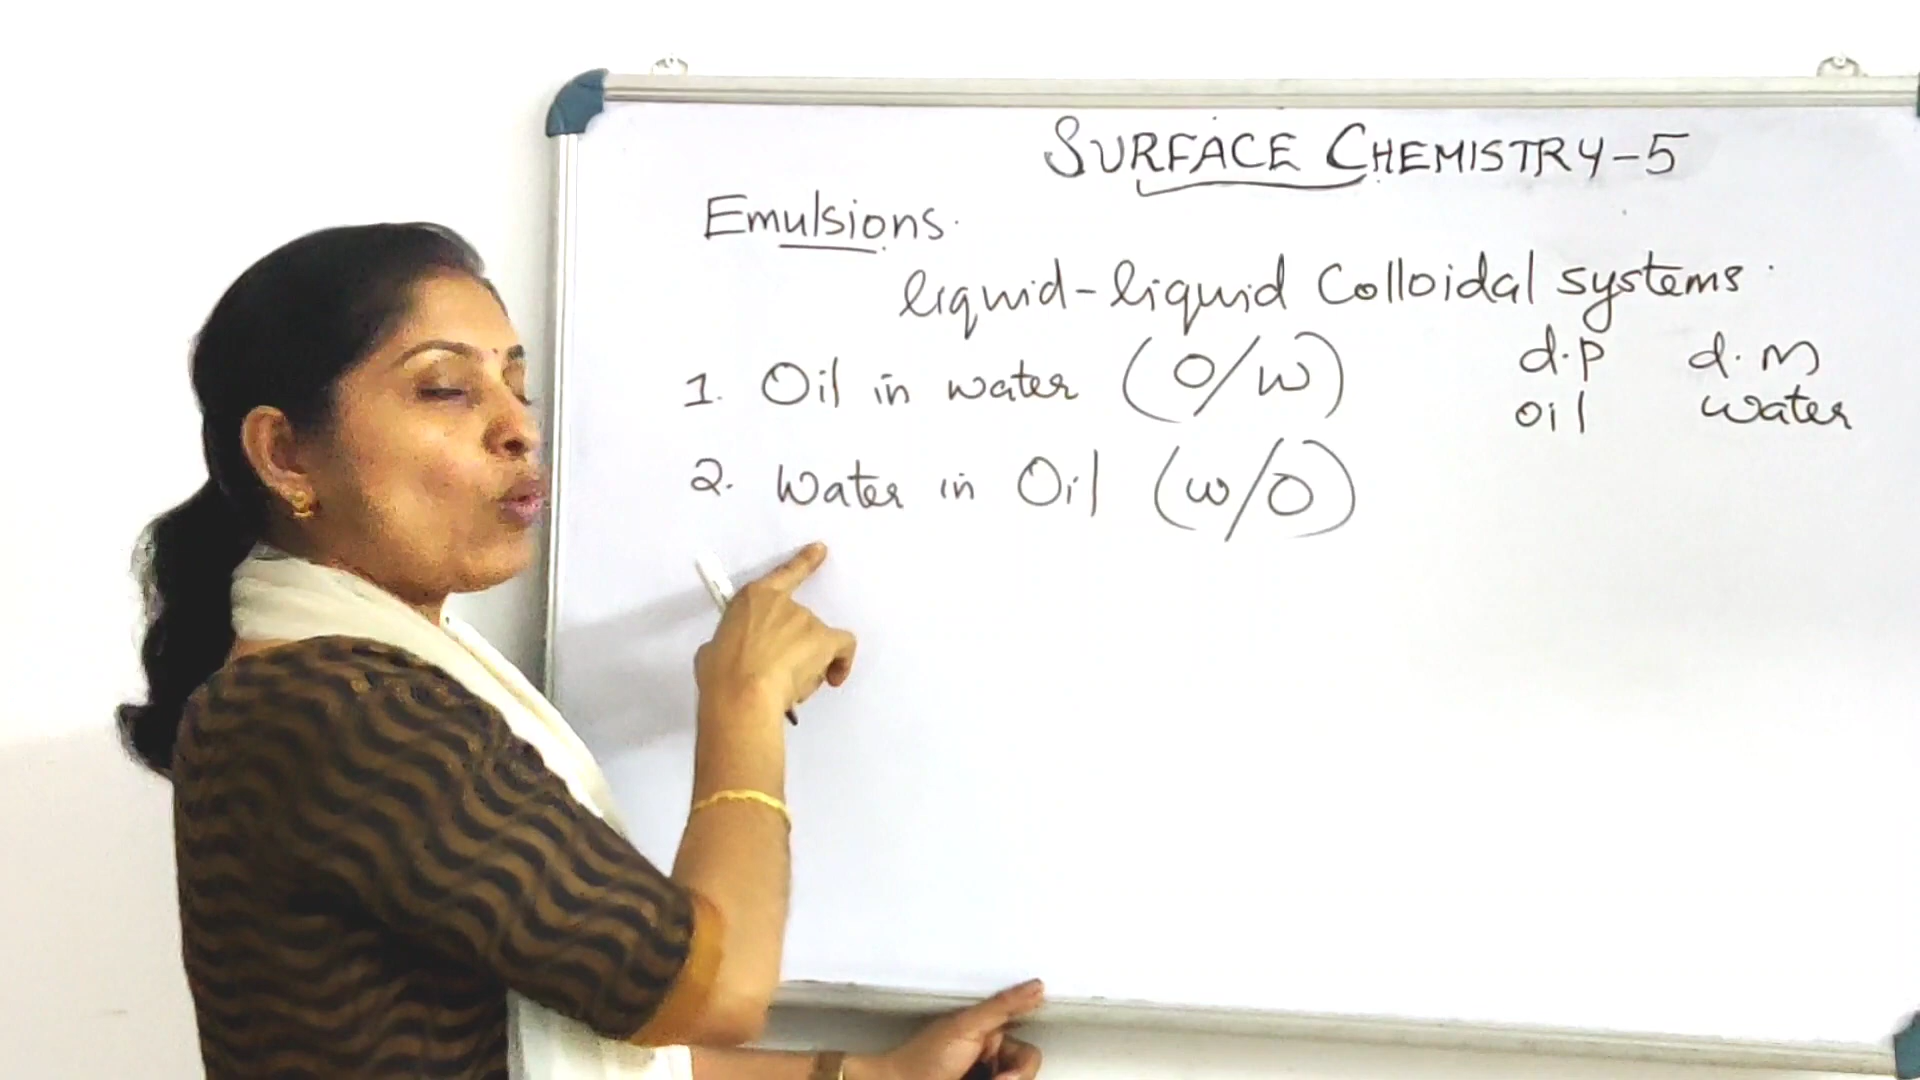 SURFACE CHEMISTRY-5
Emulsions.
liquid-liquid Colloidal systems.
1. Oil in water (O/W) d.p d.m
oil water
2. Water in Oil (W/O)